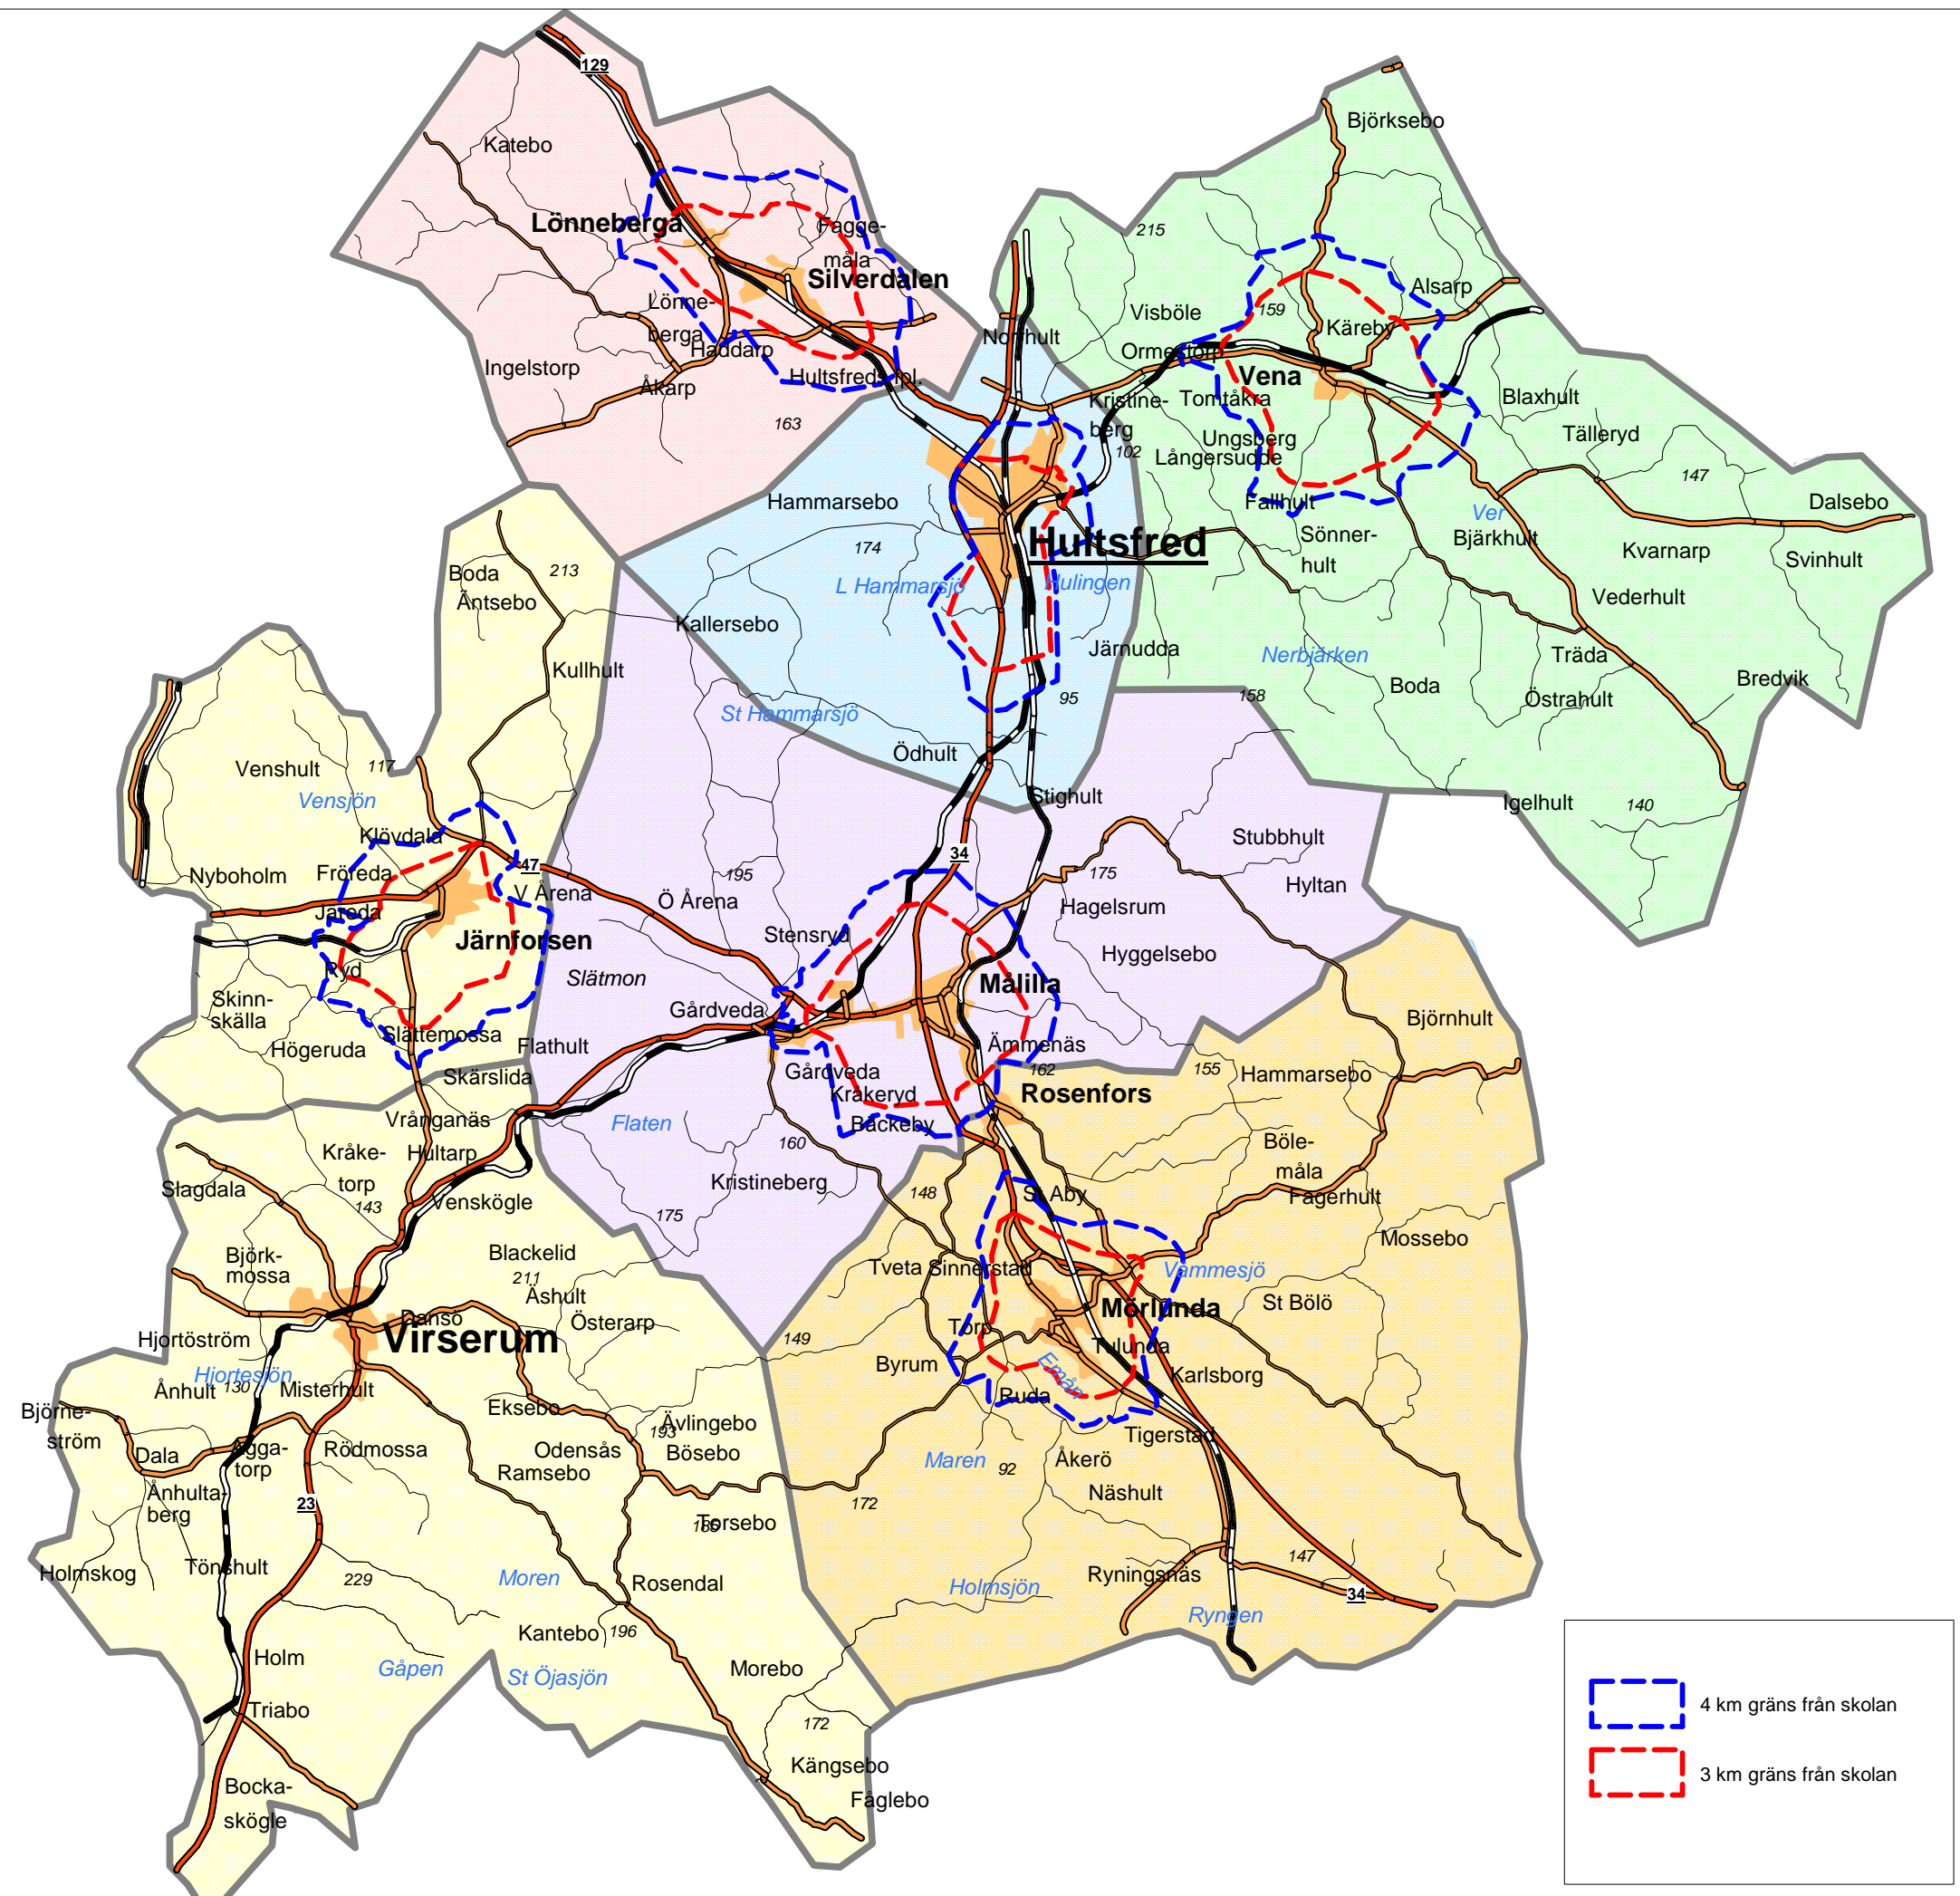 129
Björksebo
Katebo
Lönneberga
Fagge-
måla
215
Silverdalen
Alsarp
Lönne-
berga
Visböle
159
Käreby
Haddarp
Norrhult
Ormestorp
Ingelstorp
Åkarp
Hultsfreds fpl.
Vena
Kristine-
berg
Tomtåkra
Blaxhult
163
Ungsberg
Tälleryd
102
Långersudde
147
Hammarsebo
Fallhult
Ver
Dalsebo
174
Hultsfred
Sönner-
hult
Bjärkhult
Kvarnarp
Svinhult
Boda
213
Äntsebo
L Hammarsjö
Hulingen
Vederhult
Kallersebo
Järnudda
Nerbjärken
Träda
Kullhult
Boda
Bredvik
95
158
Östrahult
St Hammarsjö
Ödhult
Venshult
117
Vensjön
Stighult
Igelhult
140
Klövdala
Stubbhult
34
47
Fröreda
Nyboholm
V Årena
195
175
Hyltan
Ö Årena
Järeda
Hagelsrum
Stensryd
Järnforsen
Hyggelsebo
Ryd
Slätmon
Målilla
Skinn-
skälla
Gårdveda
Björnhult
Slättemossa
Högeruda
Flathult
Ämmenäs
Gårdveda
162
155
Hammarsebo
Skärslida
Kråkeryd
Rosenfors
Vrånganäs
Flaten
Bäckeby
160
Böle-
måla
Kråke-
torp
Hultarp
Slagdala
Kristineberg
148
St Aby
Fagerhult
143
Venskögle
175
Mossebo
Björk-
mossa
Blackelid
Tveta
Sinnerstad
Vammesjö
211
Äshult
St Bölö
Dansö
Österarp
Mörlunda
Virserum
Torp
Hjortöström
149
Tulunda
Byrum
Hjortesjön
Emån
Karlsborg
Ånhult
130
Misterhult
Ruda
Björne-
ström
Eksebo
Ävlingebo
193
Tigerstad
Dala
Ägga-
torp
Rödmossa
Odensås
Bösebo
Maren
92
Åkerö
Ramsebo
Ånhulta-
berg
23
172
Näshult
185
Torsebo
Tönshult
147
Holmskog
229
Moren
Rosendal
Holmsjön
Ryningsnäs
34
Ryngen
Kantebo
196
Holm
Gåpen
St Öjasjön
Morebo
4 km gräns från skolan
Triabo
172
Kängsebo
3 km gräns från skolan
Bocka-
skögle
Fåglebo